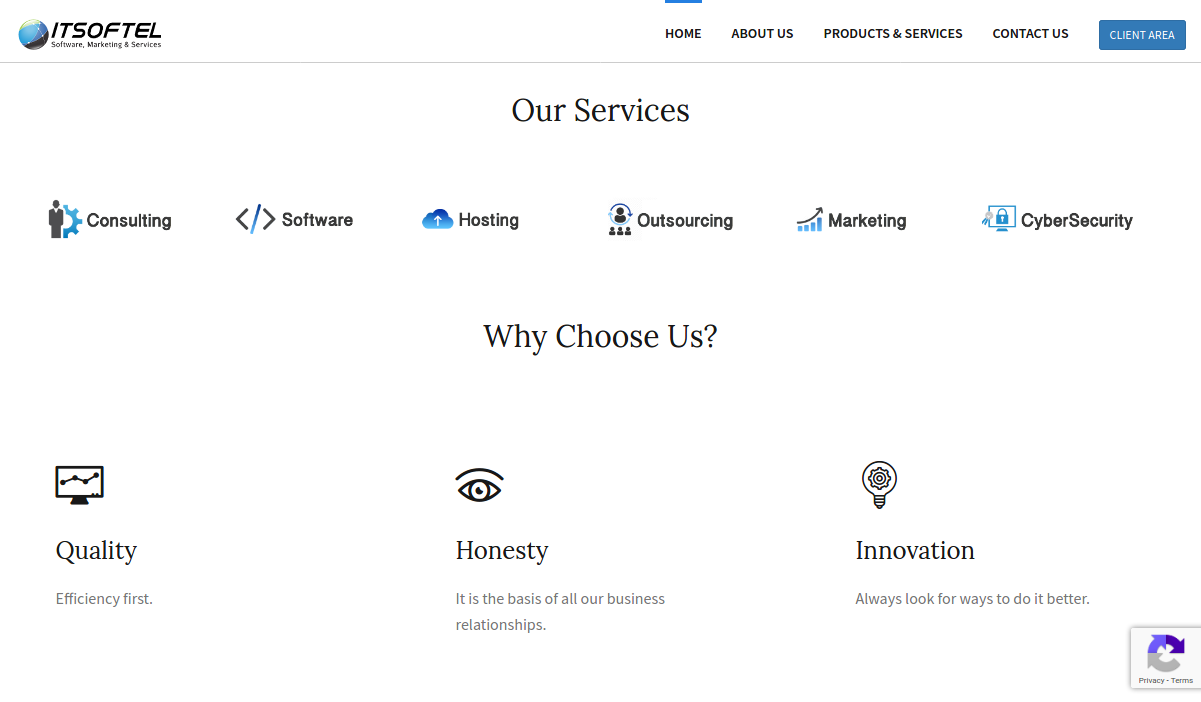 ITSOFTEL
Software, Marketing & Services
HOME
ABOUT US
PRODUCTS & SERVICES
CONTACT US
CLIENT AREA
Our Services
Consulting
Software
Hosting
Outsourcing
Marketing
CyberSecurity
Why Choose Us?
Quality
Efficiency first.
Honesty
It is the basis of all our business
relationships.
Innovation
Always look for ways to do it better.
Privacy - Terms